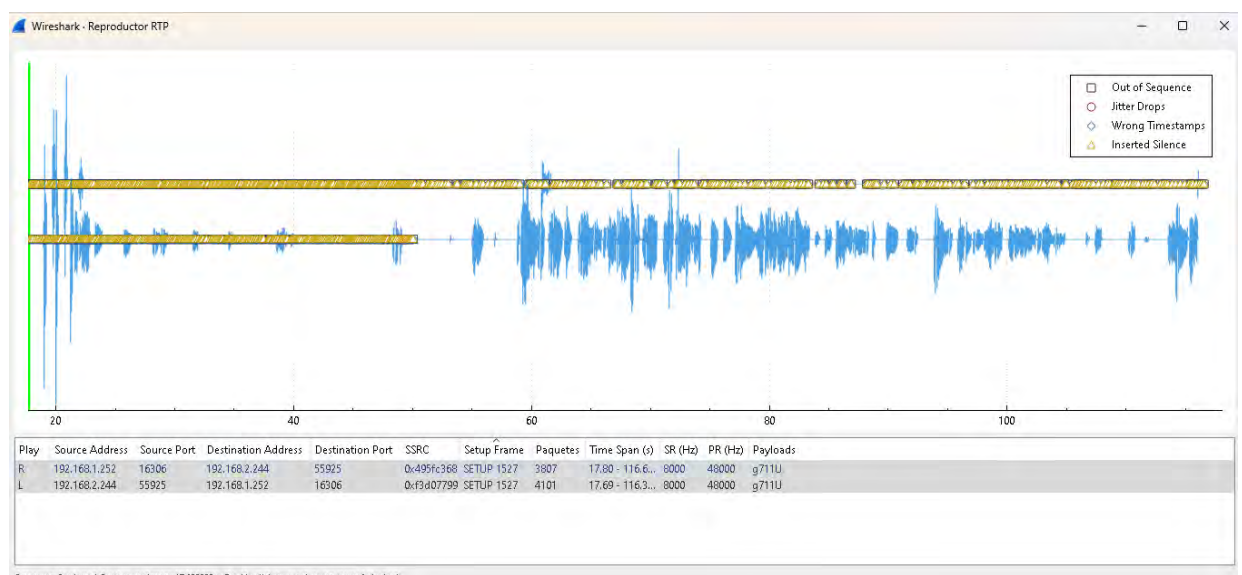 Wireshark · Reproductor RTP
Out of Sequence
Jitter Drops
Wrong Timestamps
Inserted Silence
20 40 60 80 100
Play Source Address Source Port Destination Address Destination Port SSRC Setup Frame Paquetes Time Span (s) SR (Hz) PR (Hz) Payloads
R 192.168.1.252 16306 192.168.2.244 55925 0x495fc368 SETUP 1527 3807 17.80 - 116.6... 8000 48000 g711U
L 192.168.2.244 55925 192.168.1.252 16306 0xf3d07799 SETUP 1527 4101 17.69 - 116.3... 8000 48000 g711U